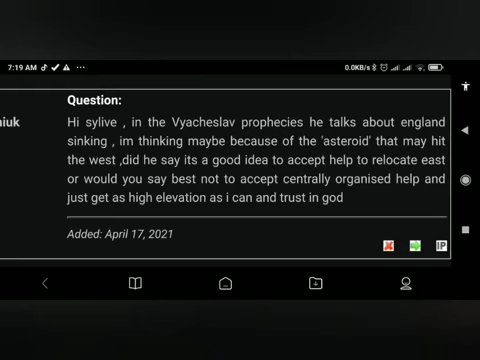 7:19 AM ...
0.0KB/s
Question:
niuk
Hi sylive , in the Vyacheslav prophecies he talks about england
sinking , im thinking maybe because of the 'asteroid' that may hit
the west ,did he say its a good idea to accept help to relocate east
or would you say best not to accept centrally organised help and
just get as high elevation as i can and trust in god
Added: April 17, 2021
IP